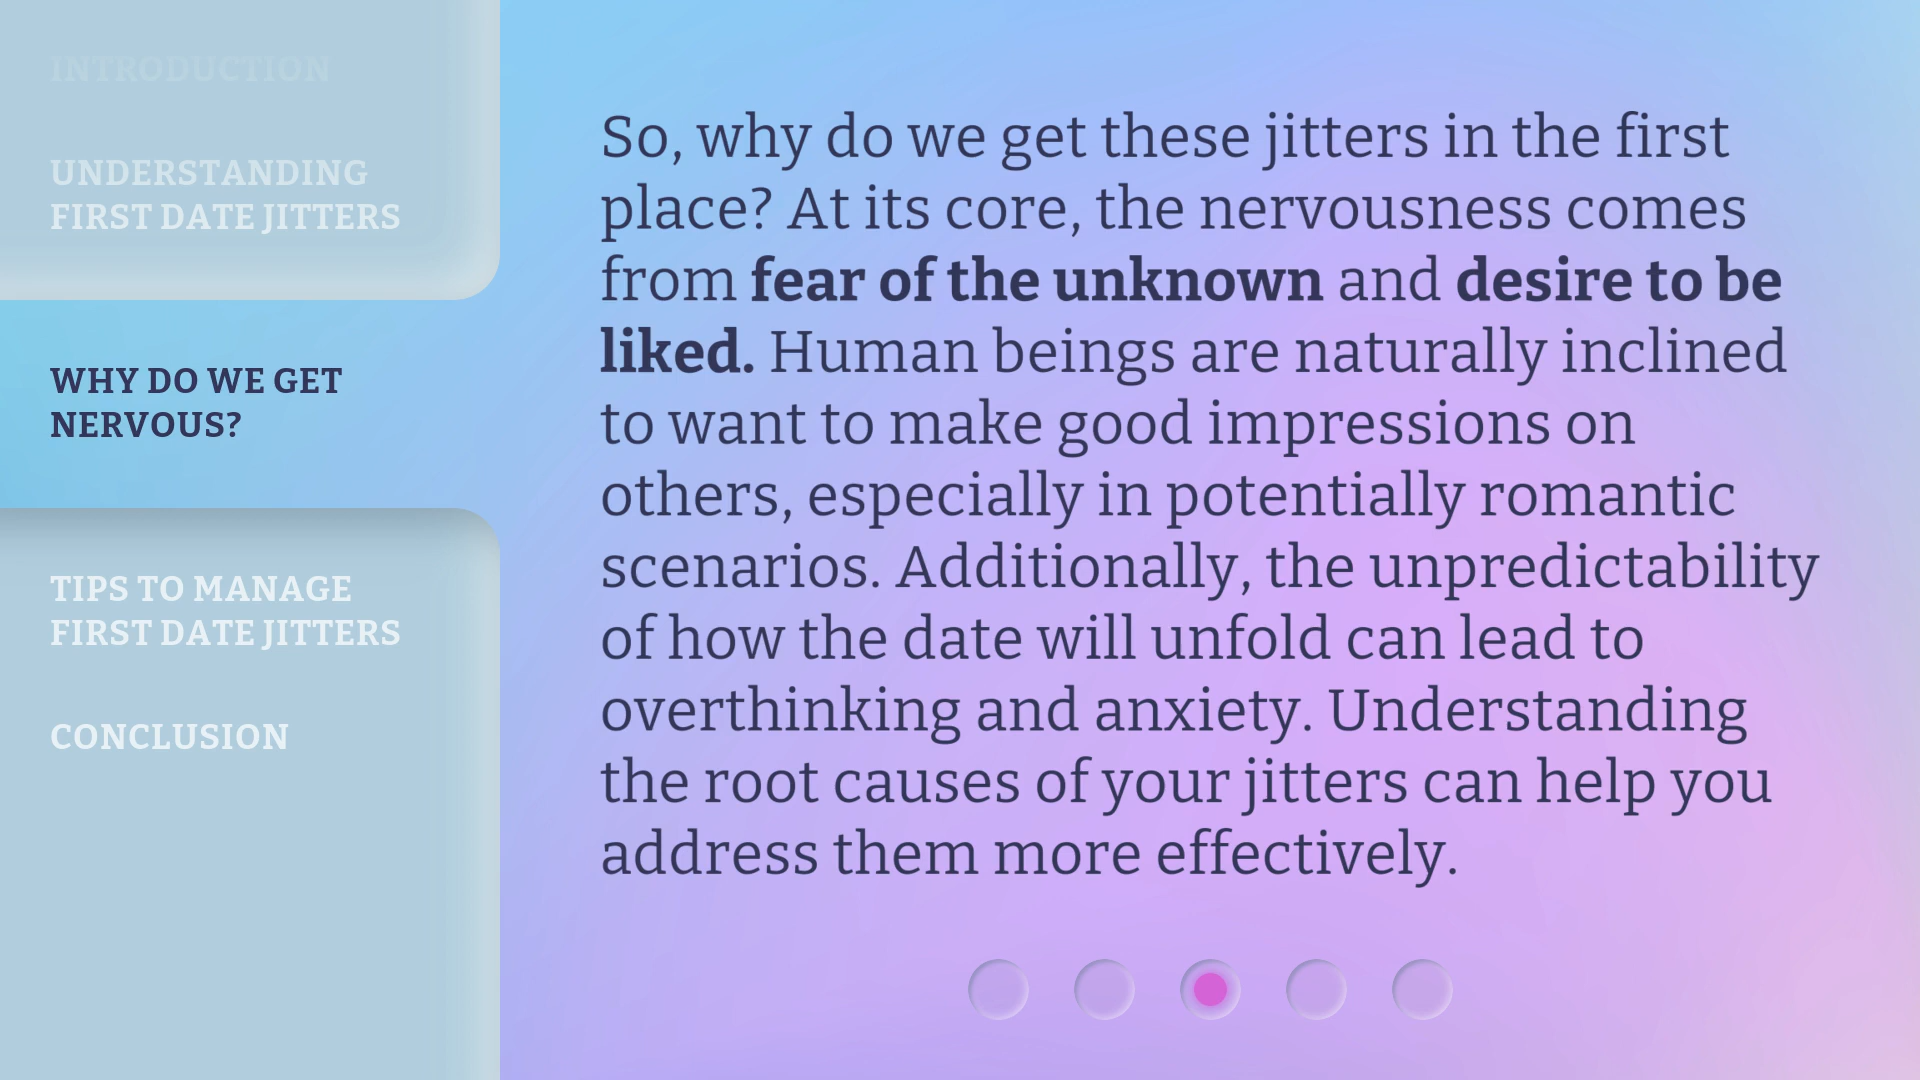 INTRODUCTION
UNDERSTANDING
FIRST DATE JITTERS
WHY DO WE GET
NERVOUS?
TIPS TO MANAGE
FIRST DATE JITTERS
CONCLUSION
So, why do we get these jitters in the first
place? At its core, the nervousness comes
from fear of the unknown and desire to be
liked. Human beings are naturally inclined
to want to make good impressions on
others, especially in potentially romantic
scenarios. Additionally, the unpredictability
of how the date will unfold can lead to
overthinking and anxiety. Understanding
the root causes of your jitters can help you
address them more effectively.